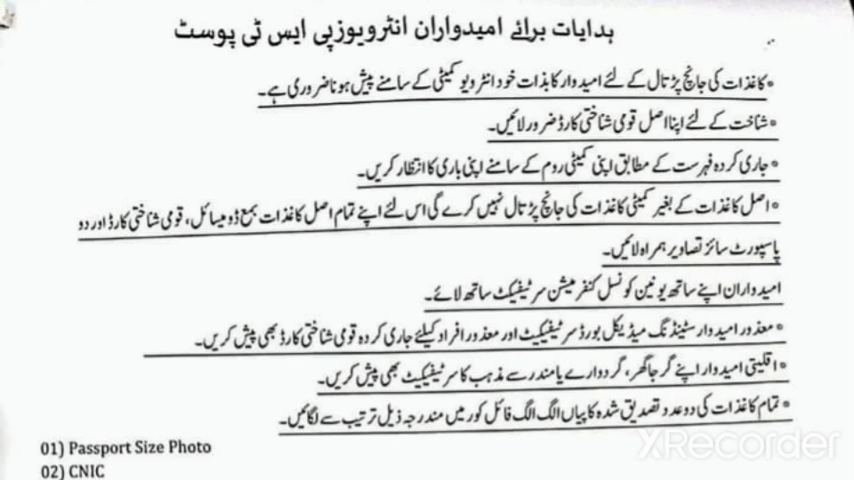 ہدایات برائے امیدواران انٹرویوز پی ایس ٹی پوسٹ
• کاغذات کی جانچ پڑتال کے لئے امیدوار کا بذات خود انٹرویو کمیٹی کے سامنے پیش ہونا ضروری ہے۔
• شناخت کے لئے اپنا اصل قومی شناختی کارڈ ضرور لائیں۔
• جاری کردہ فہرست کے مطابق اپنی کمیٹی روم کے سامنے اپنی باری کا انتظار کریں۔
• اصل کاغذات کے بغیر کمیٹی کاغذات کی جانچ پڑتال نہیں کرے گی اس لئے اپنے تمام اصل کاغذات بمع ڈومیسائل، قومی شناختی کارڈ اور دو
پاسپورٹ سائز تصاویر ہمراہ لائیں۔
امیدواران اپنے ساتھ یونین کونسل کنفرمیشن سرٹیفیکٹ ساتھ لائے۔
• معذور امیدوار سٹینڈنگ میڈیکل بورڈ سرٹیفیکیٹ اور معذور افراد کیلئے جاری کردہ قومی شناختی کارڈ بھی پیش کریں۔
• اقلیتی امیدوار اپنے گرجا گھر، گردوارے یا مندر سے مذہب کا سرٹیفیکیٹ بھی پیش کریں۔
• تمام کاغذات کی دو عدد تصدیق شدہ کاپیاں الگ الگ فائل کور میں مندرجہ ذیل ترتیب سے لگائیں۔
01) Passport Size Photo
02) CNIC
XRecorder